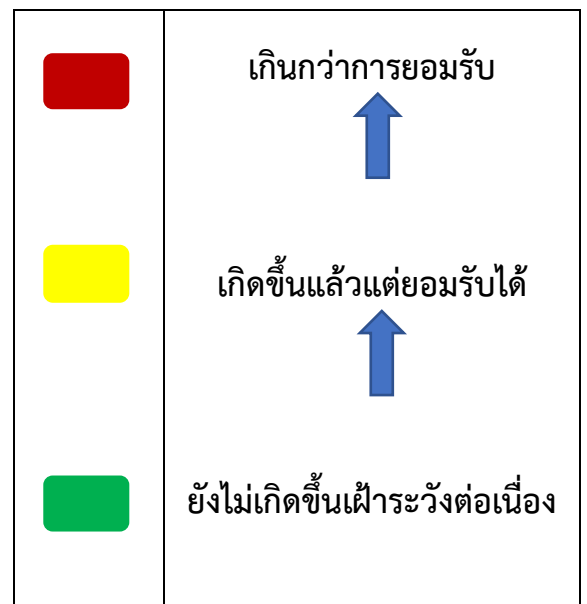 เกินกว่าการยอมรับ
เกิดขึ้นแล้วแต่ยอมรับได้
ยังไม่เกิดขึ้นเฝ้าระวังต่อเนื่อง